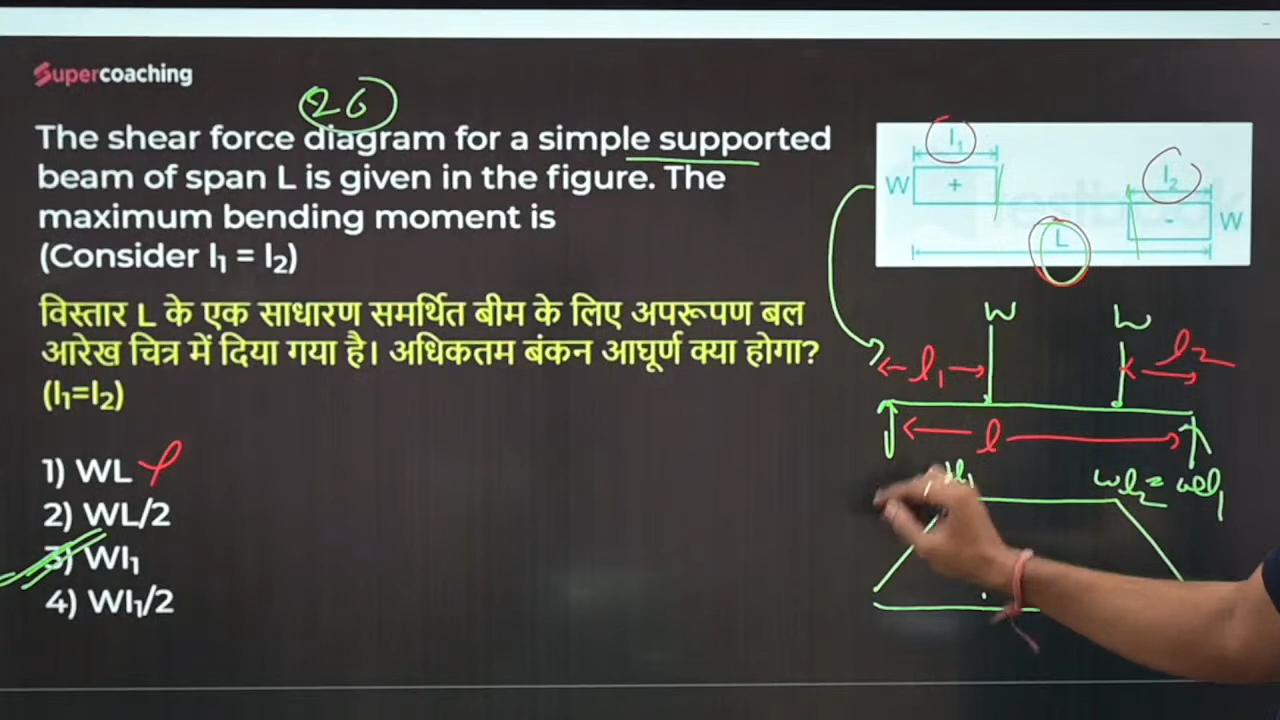 Supercoaching
26
The shear force diagram for a simple supported
beam of span L is given in the figure. The
maximum bending moment is
(Consider l₁ = l₂)
विस्तार L के एक साधारण समर्थित बीम के लिए अपरूपण बल
आरेख चित्र में दिया गया है। अधिकतम बंकन आघूर्ण क्या होगा?
(l₁=l₂)
1) WL
2) WL/2
3) Wl₁
4) Wl₁/2
l₁
W + l₂
- W
L
W W
l₁ l₂
l
wl₂ = wl₁